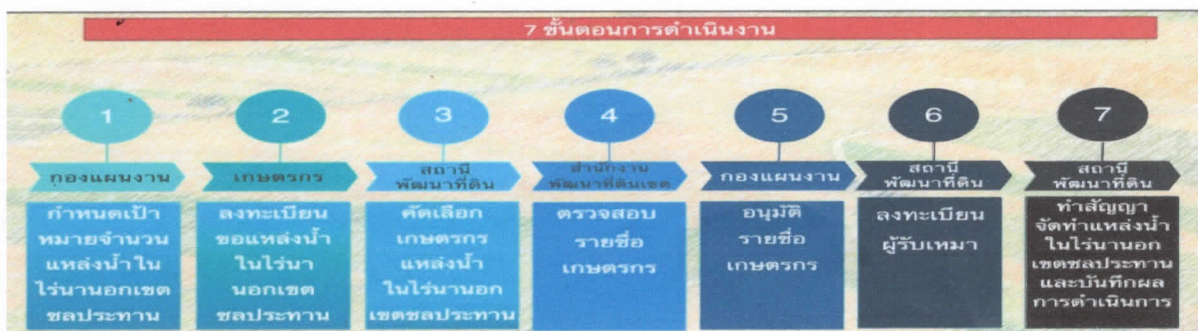 7 ขั้นตอนการดำเนินงาน
1
กองแผนงาน
กำหนดเป้า
หมายจำนวน
แหล่งน้ำใน
ไร่นานอกเขต
ชลประทาน
2
เกษตรกร
ลงทะเบียน
ขอแหล่งน้ำ
ในไร่นา
นอกเขต
ชลประทาน
3
สถานี
พัฒนาที่ดิน
คัดเลือก
เกษตรกร
แหล่งน้ำ
ในไร่นานอก
เขตชลประทาน
4
สำนักงาน
พัฒนาที่ดินเขต
ตรวจสอบ
รายชื่อ
เกษตรกร
5
กองแผนงาน
อนุมัติ
รายชื่อ
เกษตรกร
6
สถานี
พัฒนาที่ดิน
ลงทะเบียน
ผู้รับเหมา
7
สถานี
พัฒนาที่ดิน
ทำสัญญา
จัดทำแหล่งน้ำ
ในไร่นานอก
เขตชลประทาน
และบันทึกผล
การดำเนินการ